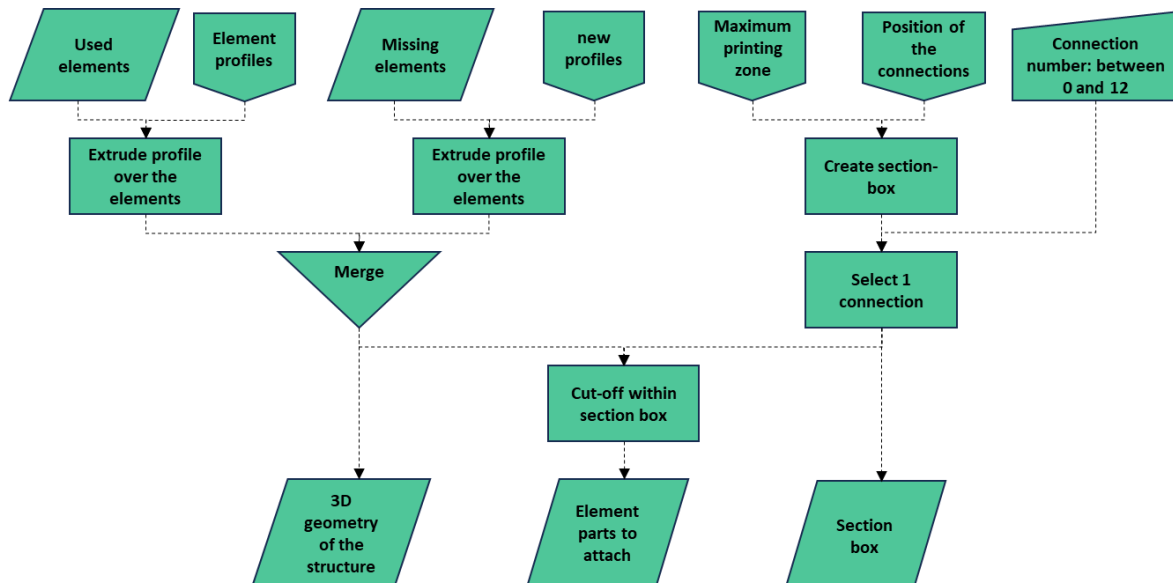 Used
elements
Element
profiles
Missing
elements
new
profiles
Maximum
printing
zone
Position of
the
connections
Connection
number: between
0 and 12
Extrude profile
over the
elements
Extrude profile
over the
elements
Create section-
box
Merge
Select 1
connection
Cut-off within
section box
3D
geometry
of the
structure
Element
parts to
attach
Section
box